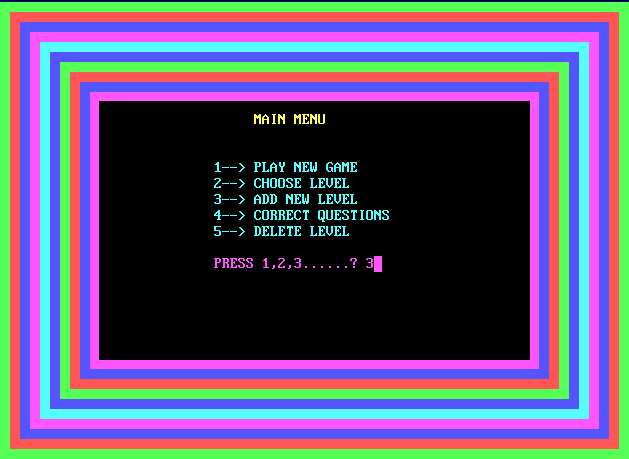 MAIN MENU
1--> PLAY NEW GAME
2--> CHOOSE LEVEL
3--> ADD NEW LEVEL
4--> CORRECT QUESTIONS
5--> DELETE LEVEL
PRESS 1,2,3......? 3